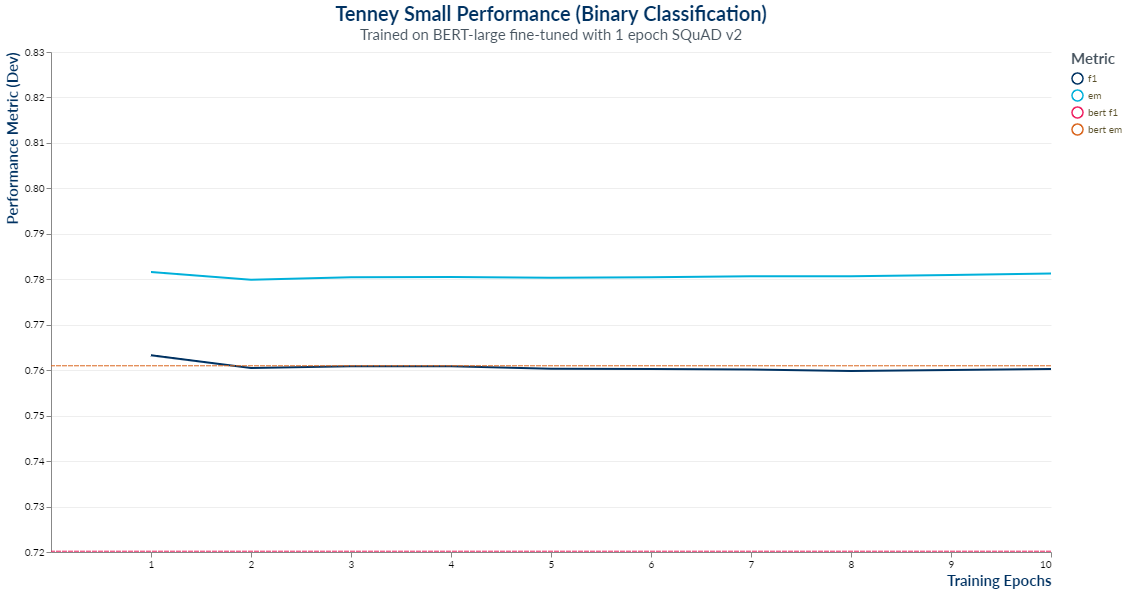 Tenney Small Performance (Binary Classification)
Trained on BERT-large fine-tuned with 1 epoch SQuAD v2
Performance Metric (Dev)
0.83
0.82
0.81
0.80
0.79
0.78
0.77
0.76
0.75
0.74
0.73
0.72
1 2 3 4 5 6 7 8 9 10
Training Epochs
Metric
f1
em
bert f1
bert em